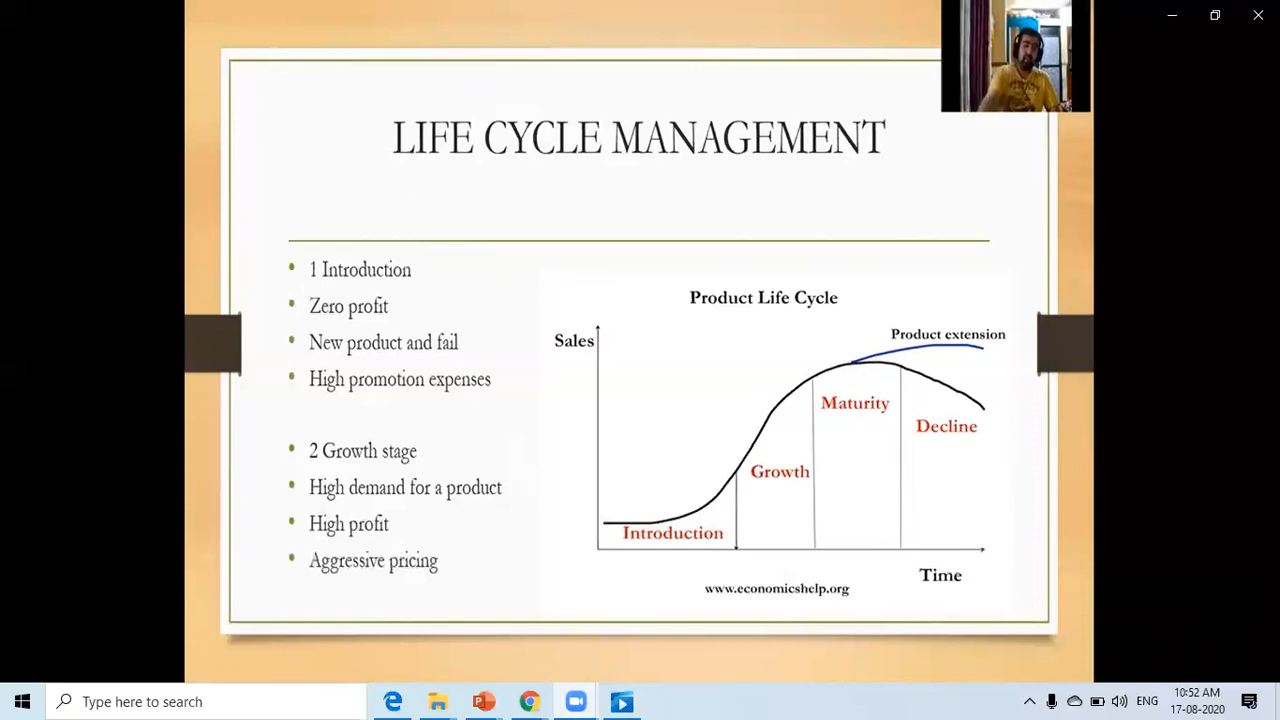 LIFE CYCLE MANAGEMENT
1 Introduction
Zero profit
New product and fail
High promotion expenses
2 Growth stage
High demand for a product
High profit
Aggressive pricing
Product Life Cycle
Sales
Product extension
Maturity
Decline
Growth
Introduction
Time
www.economicshelp.org
Type here to search
ENG
10:52 AM
17-08-2020